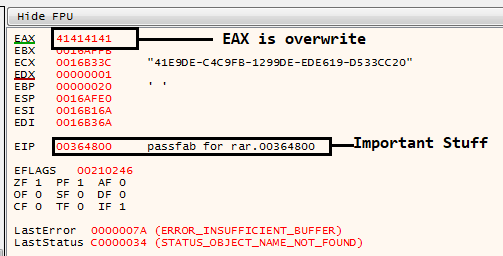 Hide FPU
EAX 41414141 EAX is overwrite
EBX 0016AFFB
ECX 0016B33C "41E9DE-C4C9FB-1299DE-EDE619-D533CC20"
EDX 00000001
EBP 00000020 ' '
ESP 0016AFE0
ESI 0016B16A
EDI 0016B36A
EIP 00364800 passfab for rar.00364800 Important Stuff
EFLAGS 00210246
ZF 1 PF 1 AF 0
OF 0 SF 0 DF 0
CF 0 TF 0 IF 1
LastError 0000007A (ERROR_INSUFFICIENT_BUFFER)
LastStatus C0000034 (STATUS_OBJECT_NAME_NOT_FOUND)